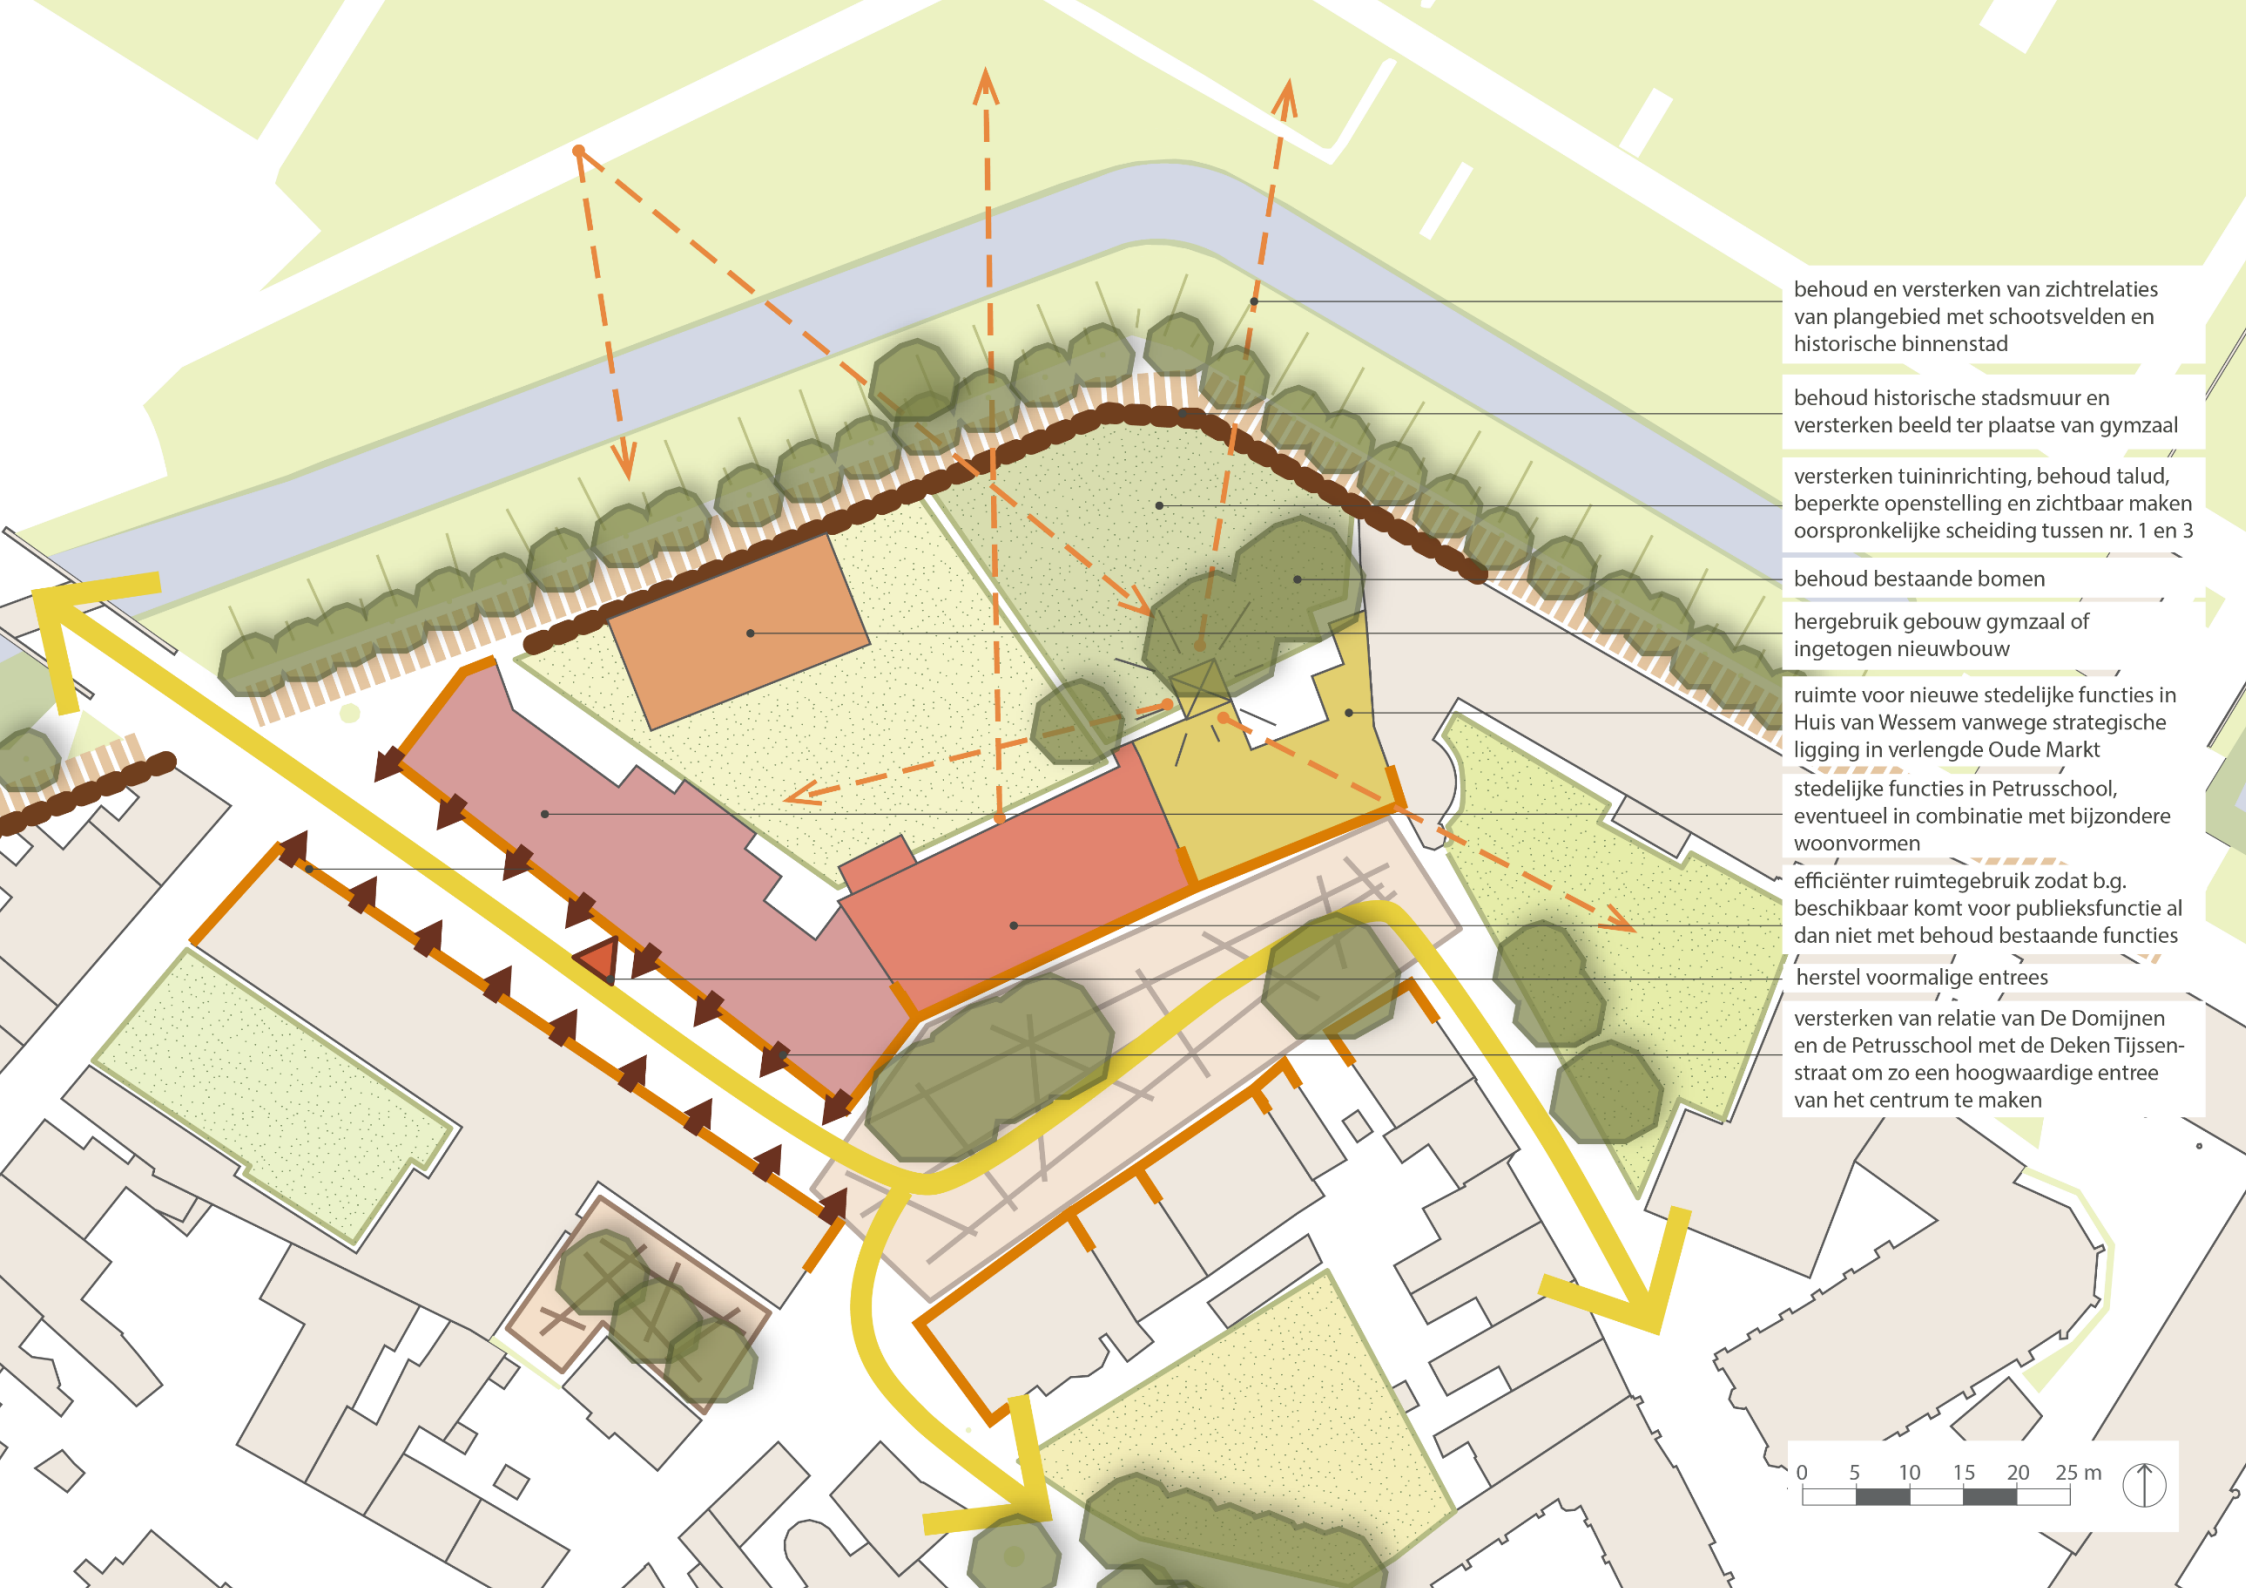 behoud en versterken van zichtrelaties
van plangebied met schootsvelden en
historische binnenstad
behoud historische stadsmuur en
versterken beeld ter plaatse van gymzaal
versterken tuininrichting, behoud talud,
beperkte openstelling en zichtbaar maken
oorspronkelijke scheiding tussen nr. 1 en 3
behoud bestaande bomen
hergebruik gebouw gymzaal of
ingetogen nieuwbouw
ruimte voor nieuwe stedelijke functies in
Huis van Wessem vanwege strategische
ligging in verlengde Oude Markt
stedelijke functies in Petrusschool,
eventueel in combinatie met bijzondere
woonvormen
efficiënter ruimtegebruik zodat b.g.
beschikbaar komt voor publieksfunctie al
dan niet met behoud bestaande functies
herstel voormalige entrees
versterken van relatie van De Domijnen
en de Petrusschool met de Deken Tijssen-
straat om zo een hoogwaardige entree
van het centrum te maken
0 5 10 15 20 25 m